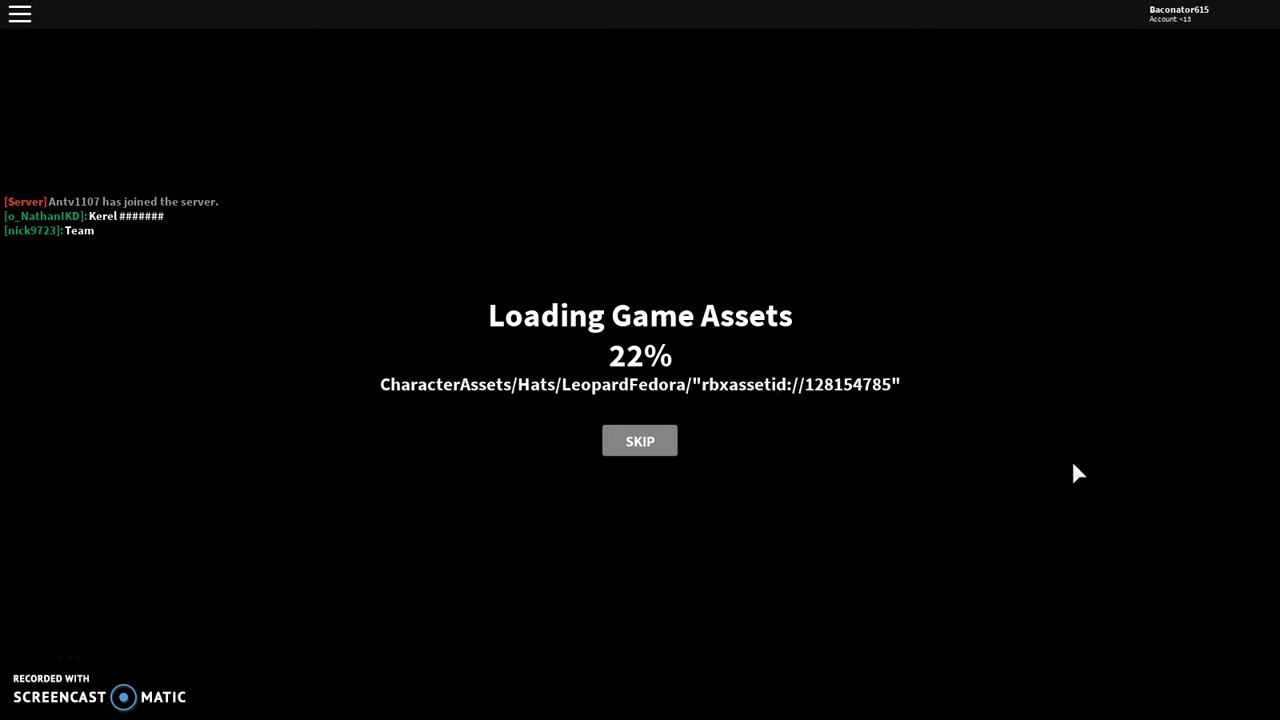 Baconator615
Account: <13
[Server] Antv1107 has joined the server.
[o_NathanIKD]: Kerel #######
[nick9723]: Team
Loading Game Assets
22%
CharacterAssets/Hats/LeopardFedora/"rbxassetid://128154785"
SKIP
RECORDED WITH
SCREENCAST MATIC